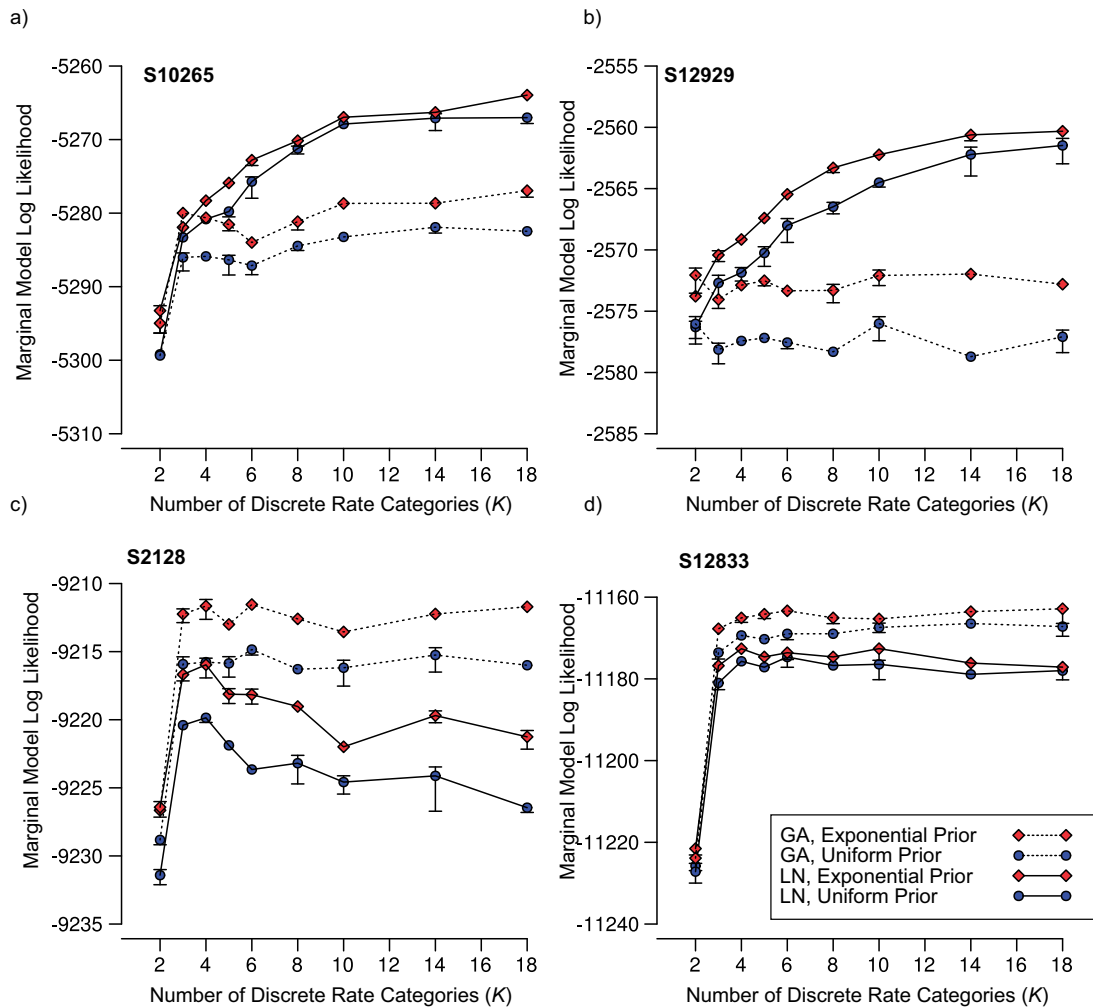 a)
S10265
Marginal Model Log Likelihood
-5260
-5270
-5280
-5290
-5300
-5310
2 4 6 8 10 12 14 16 18
Number of Discrete Rate Categories (K)
b)
S12929
Marginal Model Log Likelihood
-2555
-2560
-2565
-2570
-2575
-2580
-2585
2 4 6 8 10 12 14 16 18
Number of Discrete Rate Categories (K)
c)
S2128
Marginal Model Log Likelihood
-9210
-9215
-9220
-9225
-9230
-9235
2 4 6 8 10 12 14 16 18
Number of Discrete Rate Categories (K)
d)
S12833
Marginal Model Log Likelihood
-11160
-11180
-11200
-11220
-11240
GA, Exponential Prior
GA, Uniform Prior
LN, Exponential Prior
LN, Uniform Prior
2 4 6 8 10 12 14 16 18
Number of Discrete Rate Categories (K)